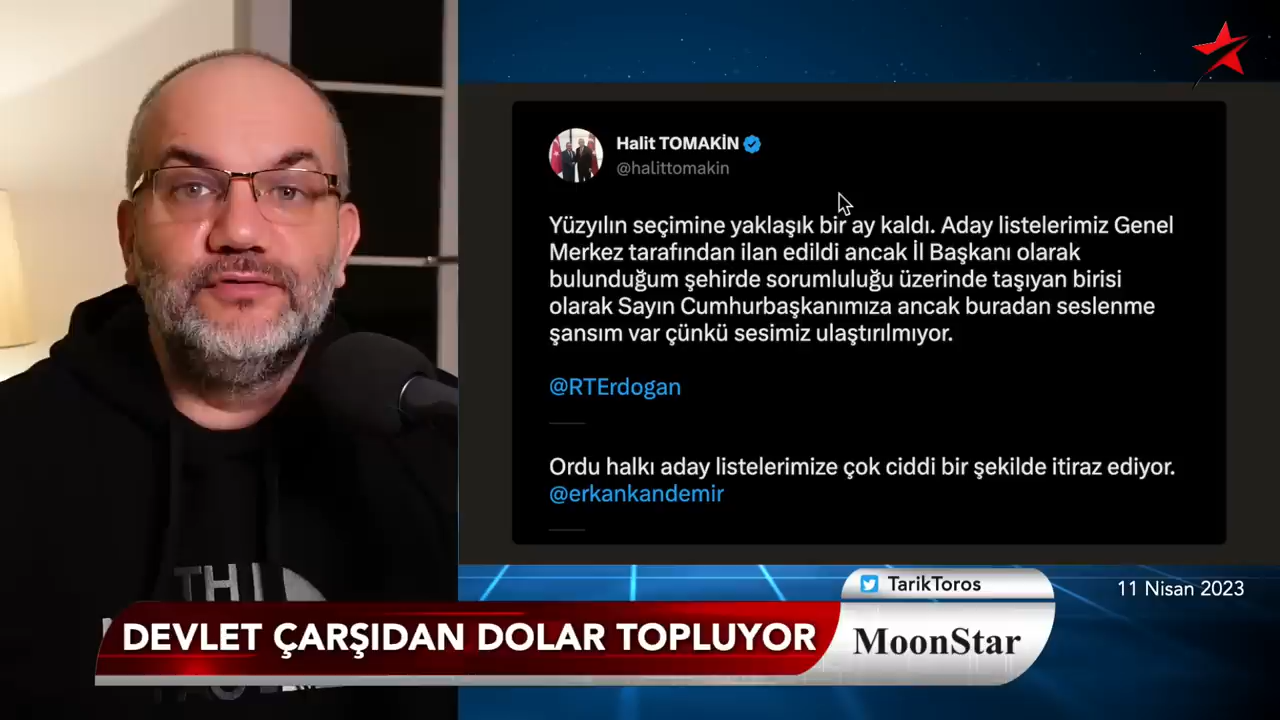 Halit TOMAKİN
@halittomakin
Yüzyılın seçimine yaklaşık bir ay kaldı. Aday listelerimiz Genel
Merkez tarafından ilan edildi ancak İl Başkanı olarak
bulunduğum şehirde sorumluluğu üzerinde taşıyan birisi
olarak Sayın Cumhurbaşkanımıza ancak buradan seslenme
şansım var çünkü sesimiz ulaştırılmıyor.
@RTErdogan
Ordu halkı aday listelerimize çok ciddi bir şekilde itiraz ediyor.
@erkankandemir
TarikToros
11 Nisan 2023
DEVLET ÇARŞIDAN DOLAR TOPLUYOR
MoonStar